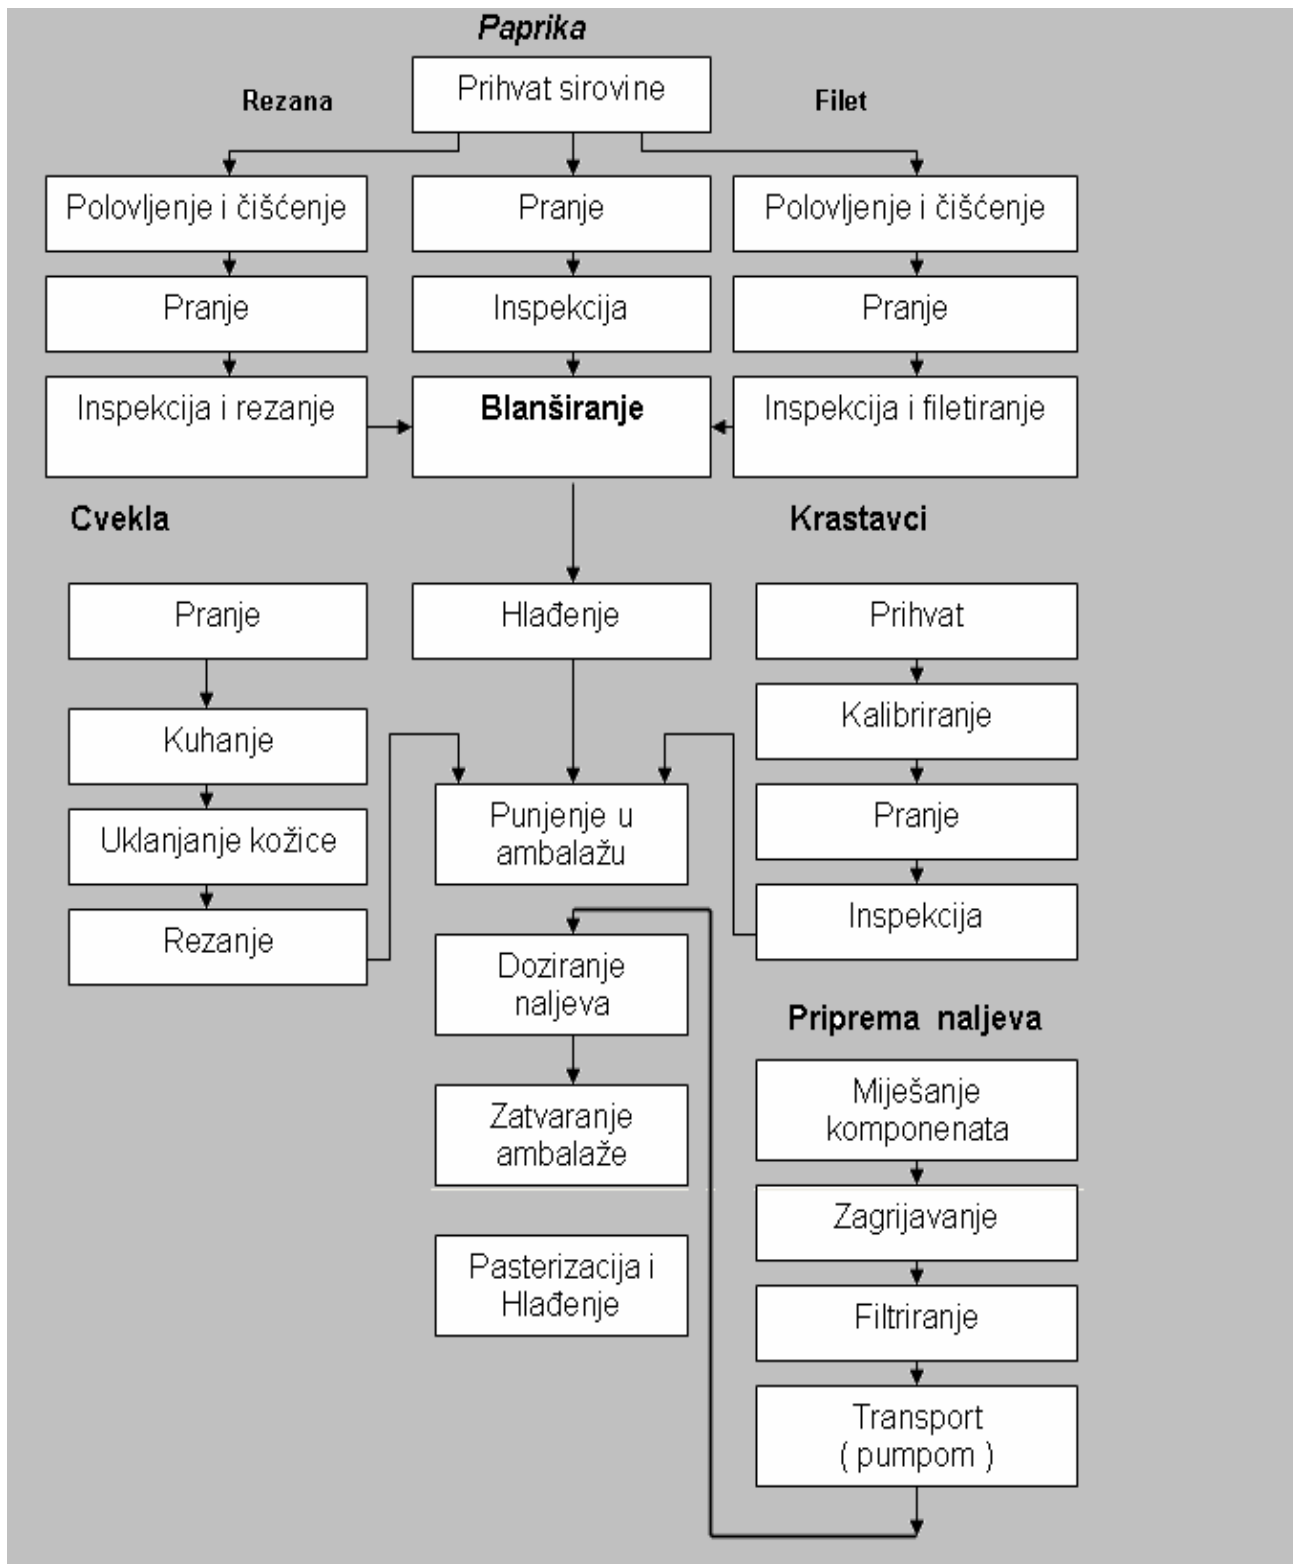 Paprika
Prihvat sirovine
Rezana
Filet
Polovljenje i čišćenje
Pranje
Polovljenje i čišćenje
Pranje
Inspekcija
Pranje
Inspekcija i rezanje
Blanširanje
Inspekcija i filetiranje
Cvekla
Krastavci
Pranje
Hlađenje
Prihvat
Kuhanje
Kalibriranje
Uklanjanje kožice
Punjenje u
ambalažu
Pranje
Rezanje
Inspekcija
Doziranje
naljeva
Priprema naljeva
Zatvaranje
ambalaže
Miješanje
komponenata
Zagrijavanje
Pasterizacija i
Hlađenje
Filtriranje
Transport
( pumpom )